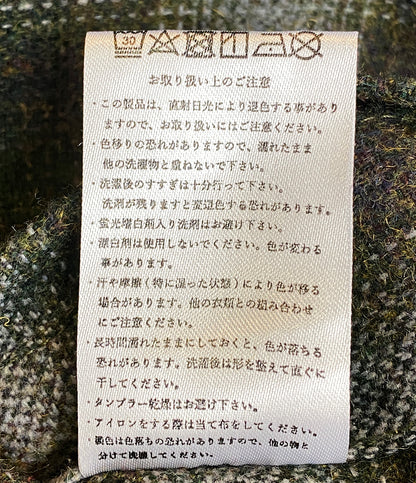 30
お取り扱い上のご注意
・この製品は、直射日光により退色する事があり
ますので、お取り扱いにはご注意ください。
・色移りの恐れがありますので、濡れたまま
他の洗濯物と重ねないで下さい。
・洗濯後のすすぎは十分行って下さい。
洗剤が残りますと変退色する恐れがあります。
・蛍光増白剤入り洗剤はお避け下さい。
・漂白剤は使用しないでください。色が変わる
事があります。
・汗や摩擦（特に湿った状態）により色が移る
場合があります。他の衣類との組み合わせ
にご注意ください。
・長時間濡れたままにしておくと、色が落ちる
恐れがあります。洗濯後は形を整えて直ぐに
干してください。
・タンブラー乾燥はお避け下さい。
・アイロンをする際は当て布をしてください。
・濃色は色落ちの恐れがありますので、他の物と
分けて洗濯してください。